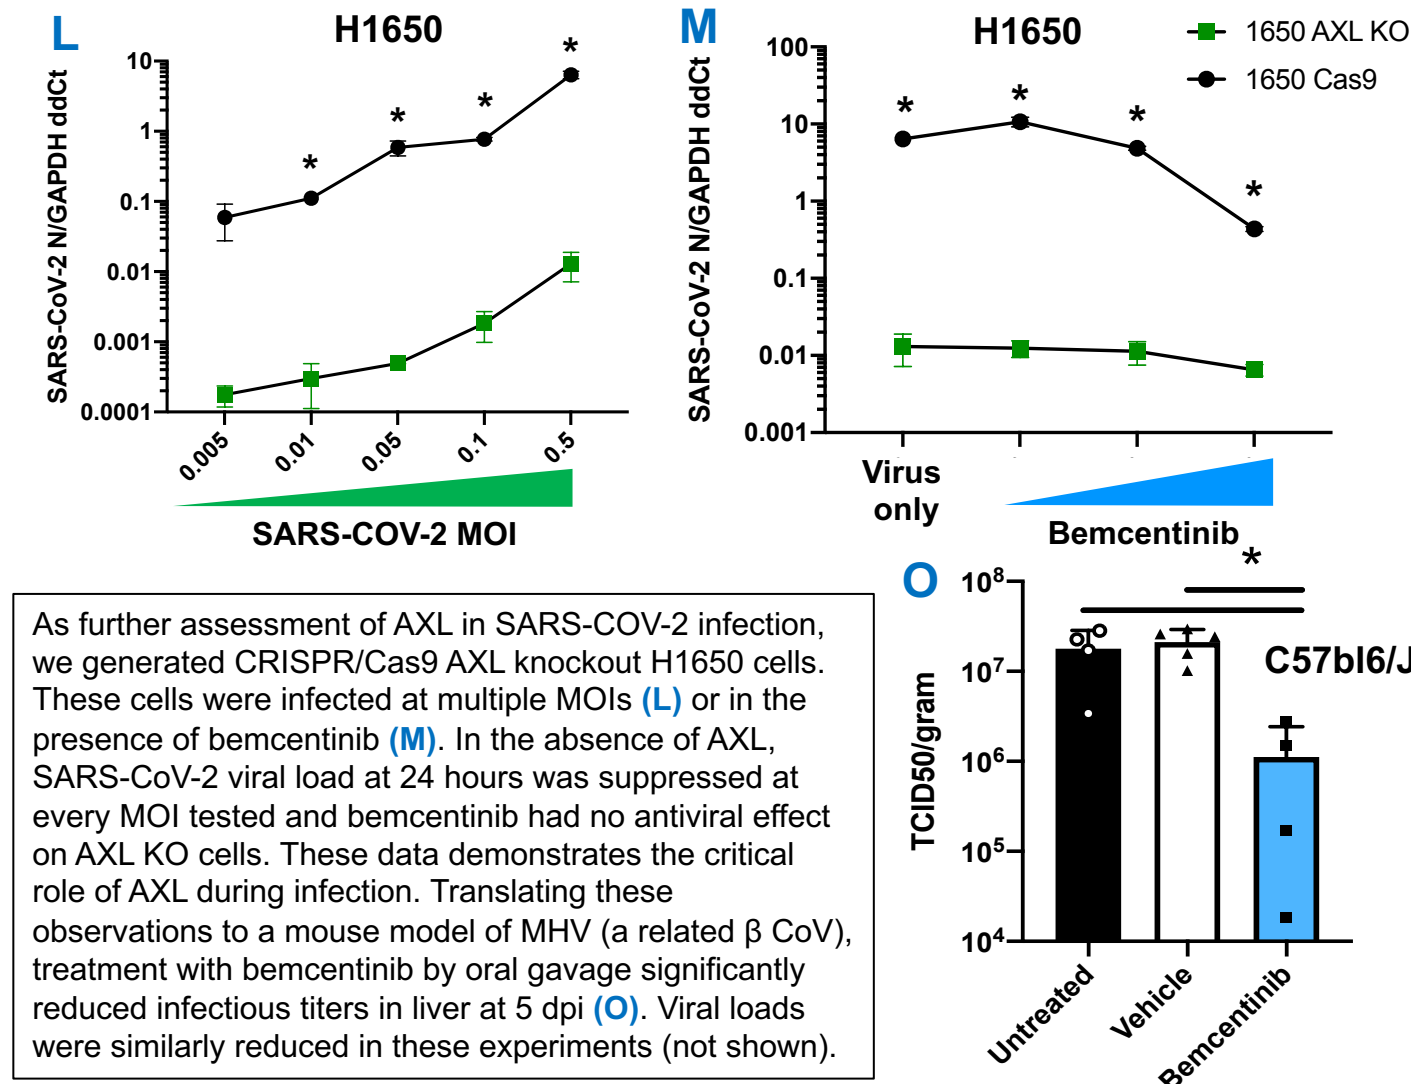 L
H1650
SARS-CoV-2 N/GAPDH ddCt
10
1
0.1
0.01
0.001
0.0001
*
*
*
*
0.005
0.01
0.05
0.1
0.5
SARS-COV-2 MOI
M
H1650
1650 AXL KO
1650 Cas9
SARS-CoV-2 N/GAPDH ddCt
100
10
1
0.1
0.01
0.001
*
*
*
*
Virus
only
Bemcentinib
As further assessment of AXL in SARS-COV-2 infection,
we generated CRISPR/Cas9 AXL knockout H1650 cells.
These cells were infected at multiple MOIs (L) or in the
presence of bemcentinib (M). In the absence of AXL,
SARS-CoV-2 viral load at 24 hours was suppressed at
every MOI tested and bemcentinib had no antiviral effect
on AXL KO cells. These data demonstrates the critical
role of AXL during infection. Translating these
observations to a mouse model of MHV (a related β CoV),
treatment with bemcentinib by oral gavage significantly
reduced infectious titers in liver at 5 dpi (O). Viral loads
were similarly reduced in these experiments (not shown).
O
*
C57bl6/J
TCID50/gram
10⁸
10⁷
10⁶
10⁵
10⁴
Untreated
Vehicle
Bemcentinib